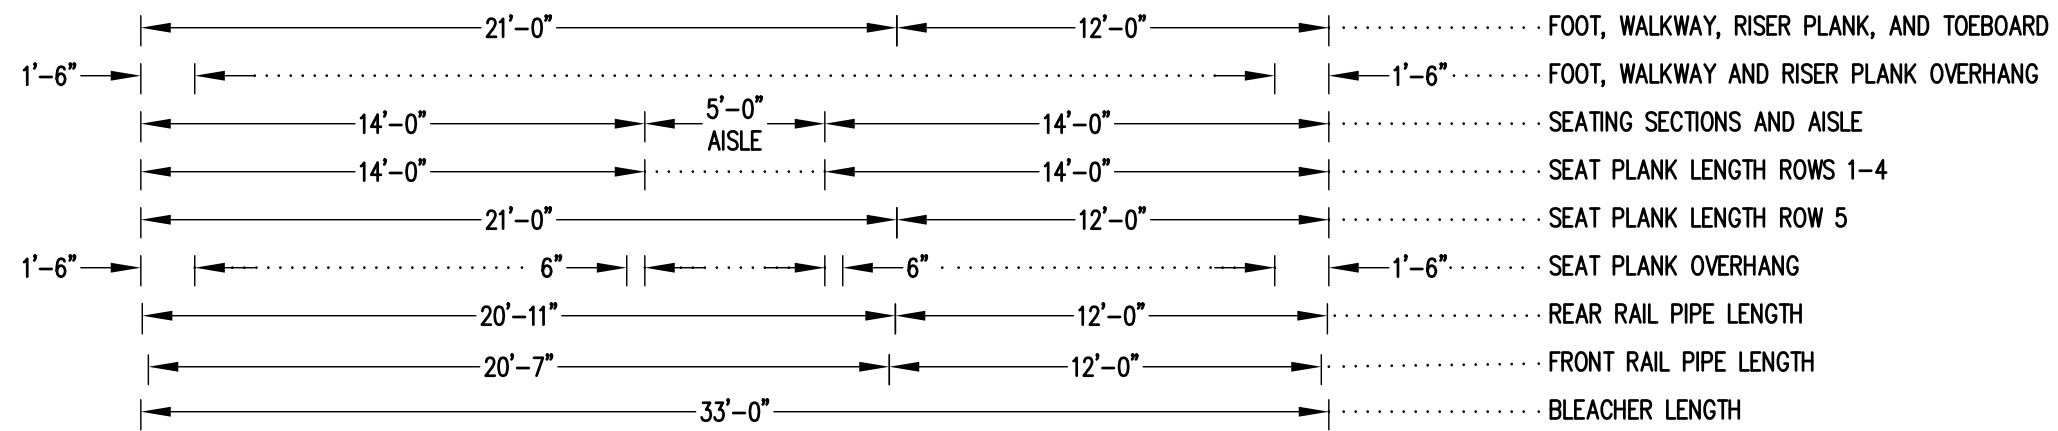 21'-0" 12'-0" FOOT, WALKWAY, RISER PLANK, AND TOEBOARD
1'-6" 1'-6" FOOT, WALKWAY AND RISER PLANK OVERHANG
14'-0" 5'-0" 14'-0" SEATING SECTIONS AND AISLE
AISLE
14'-0" 14'-0" SEAT PLANK LENGTH ROWS 1-4
21'-0" 12'-0" SEAT PLANK LENGTH ROW 5
1'-6" 6" 6" 1'-6" SEAT PLANK OVERHANG
20'-11" 12'-0" REAR RAIL PIPE LENGTH
20'-7" 12'-0" FRONT RAIL PIPE LENGTH
33'-0" BLEACHER LENGTH